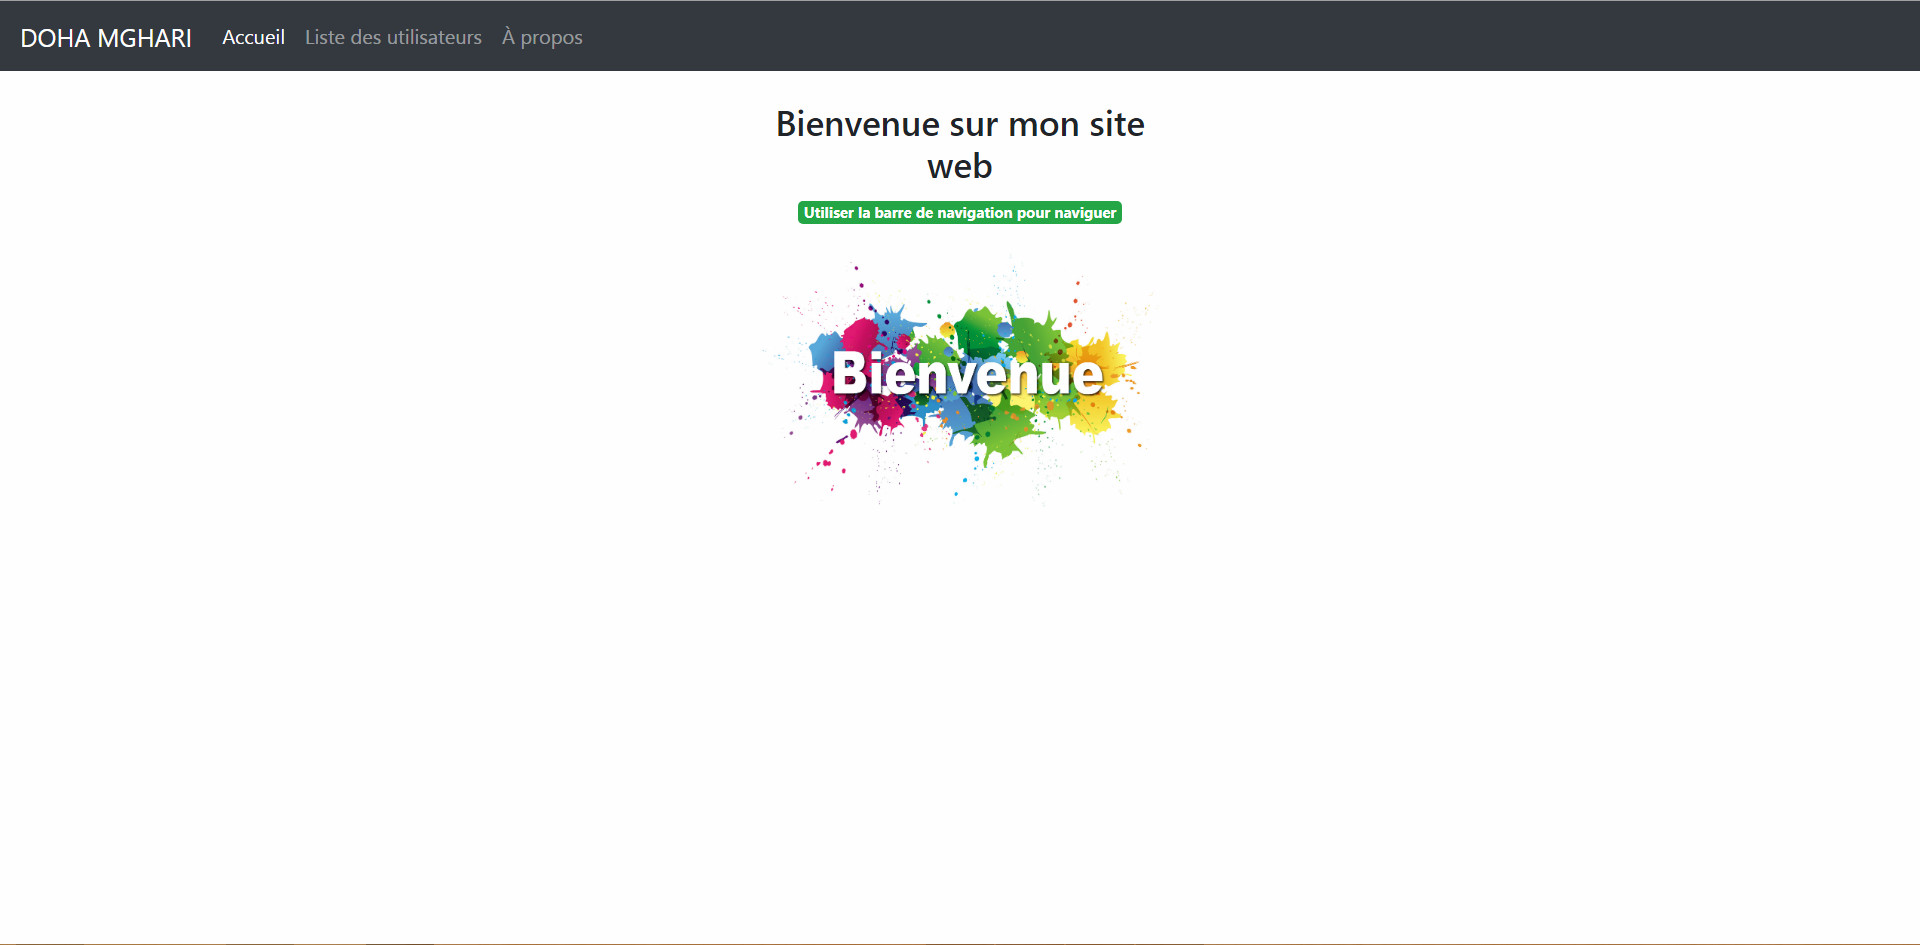 DOHA MGHARI Accueil Liste des utilisateurs À propos
Bienvenue sur mon site
web
Utiliser la barre de navigation pour naviguer
Bienvenue